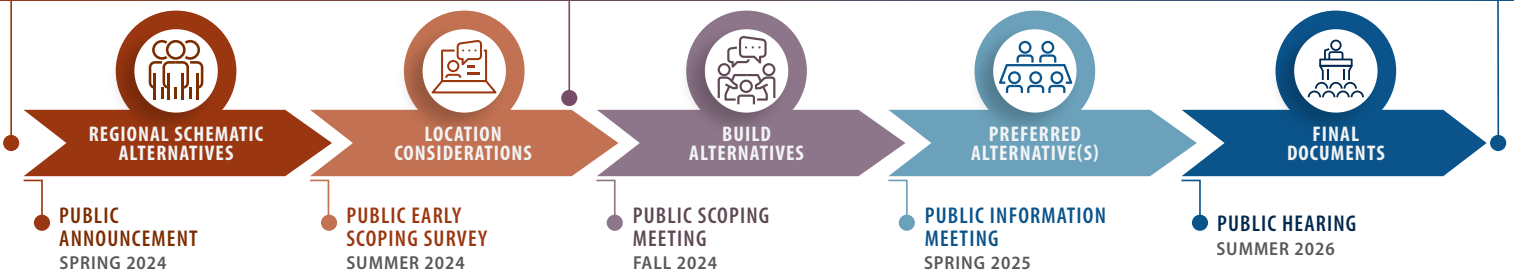 REGIONAL SCHEMATIC
ALTERNATIVES
LOCATION
CONSIDERATIONS
BUILD
ALTERNATIVES
PREFERRED
ALTERNATIVE(S)
FINAL
DOCUMENTS
PUBLIC
ANNOUNCEMENT
SPRING 2024
PUBLIC EARLY
SCOPING SURVEY
SUMMER 2024
PUBLIC SCOPING
MEETING
FALL 2024
PUBLIC INFORMATION
MEETING
SPRING 2025
PUBLIC HEARING
SUMMER 2026